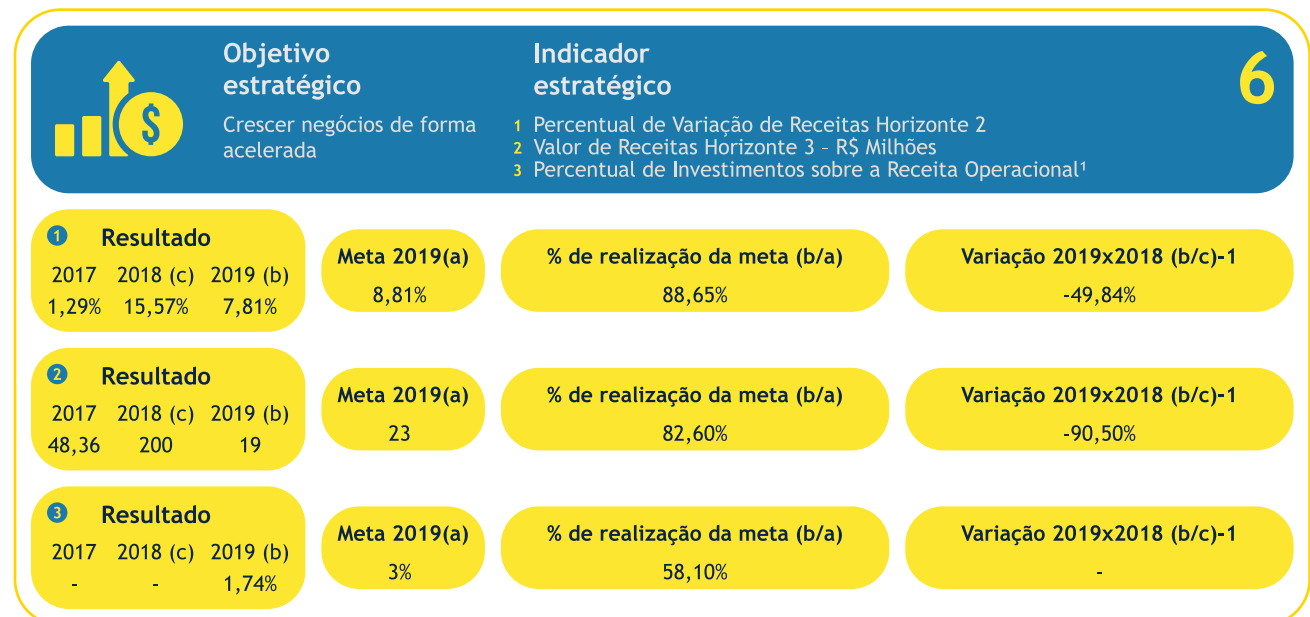 Objetivo
estratégico
Crescer negócios de forma
acelerada
Indicador
estratégico
1 Percentual de Variação de Receitas Horizonte 2
2 Valor de Receitas Horizonte 3 – R$ Milhões
3 Percentual de Investimentos sobre a Receita Operacional¹
6
$
1 Resultado
2017 2018 (c) 2019 (b)
1,29% 15,57% 7,81%
Meta 2019(a)
8,81%
% de realização da meta (b/a)
88,65%
Variação 2019x2018 (b/c)-1
-49,84%
2 Resultado
2017 2018 (c) 2019 (b)
48,36 200 19
Meta 2019(a)
23
% de realização da meta (b/a)
82,60%
Variação 2019x2018 (b/c)-1
-90,50%
3 Resultado
2017 2018 (c) 2019 (b)
- - 1,74%
Meta 2019(a)
3%
% de realização da meta (b/a)
58,10%
Variação 2019x2018 (b/c)-1
-